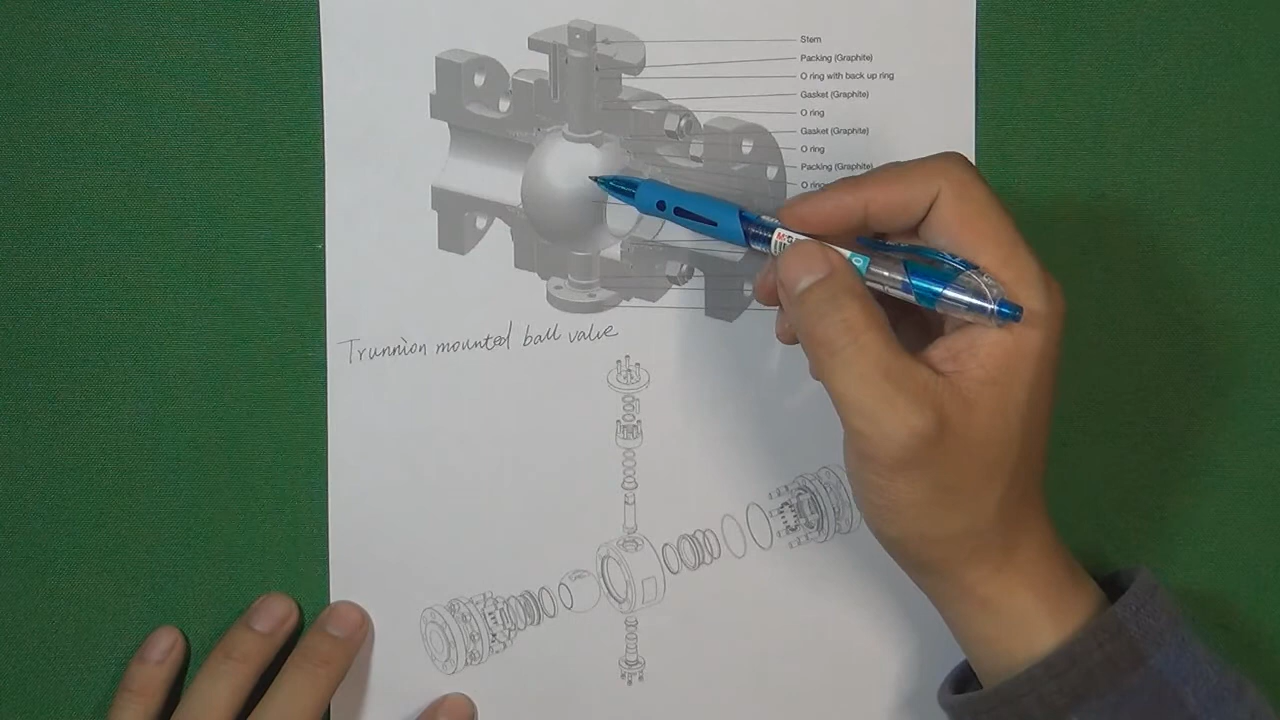 Stem
Packing (Graphite)
O ring with back up ring
Gasket (Graphite)
O ring
Gasket (Graphite)
O ring
Packing (Graphite)
O ring
Trunnion mounted ball valve